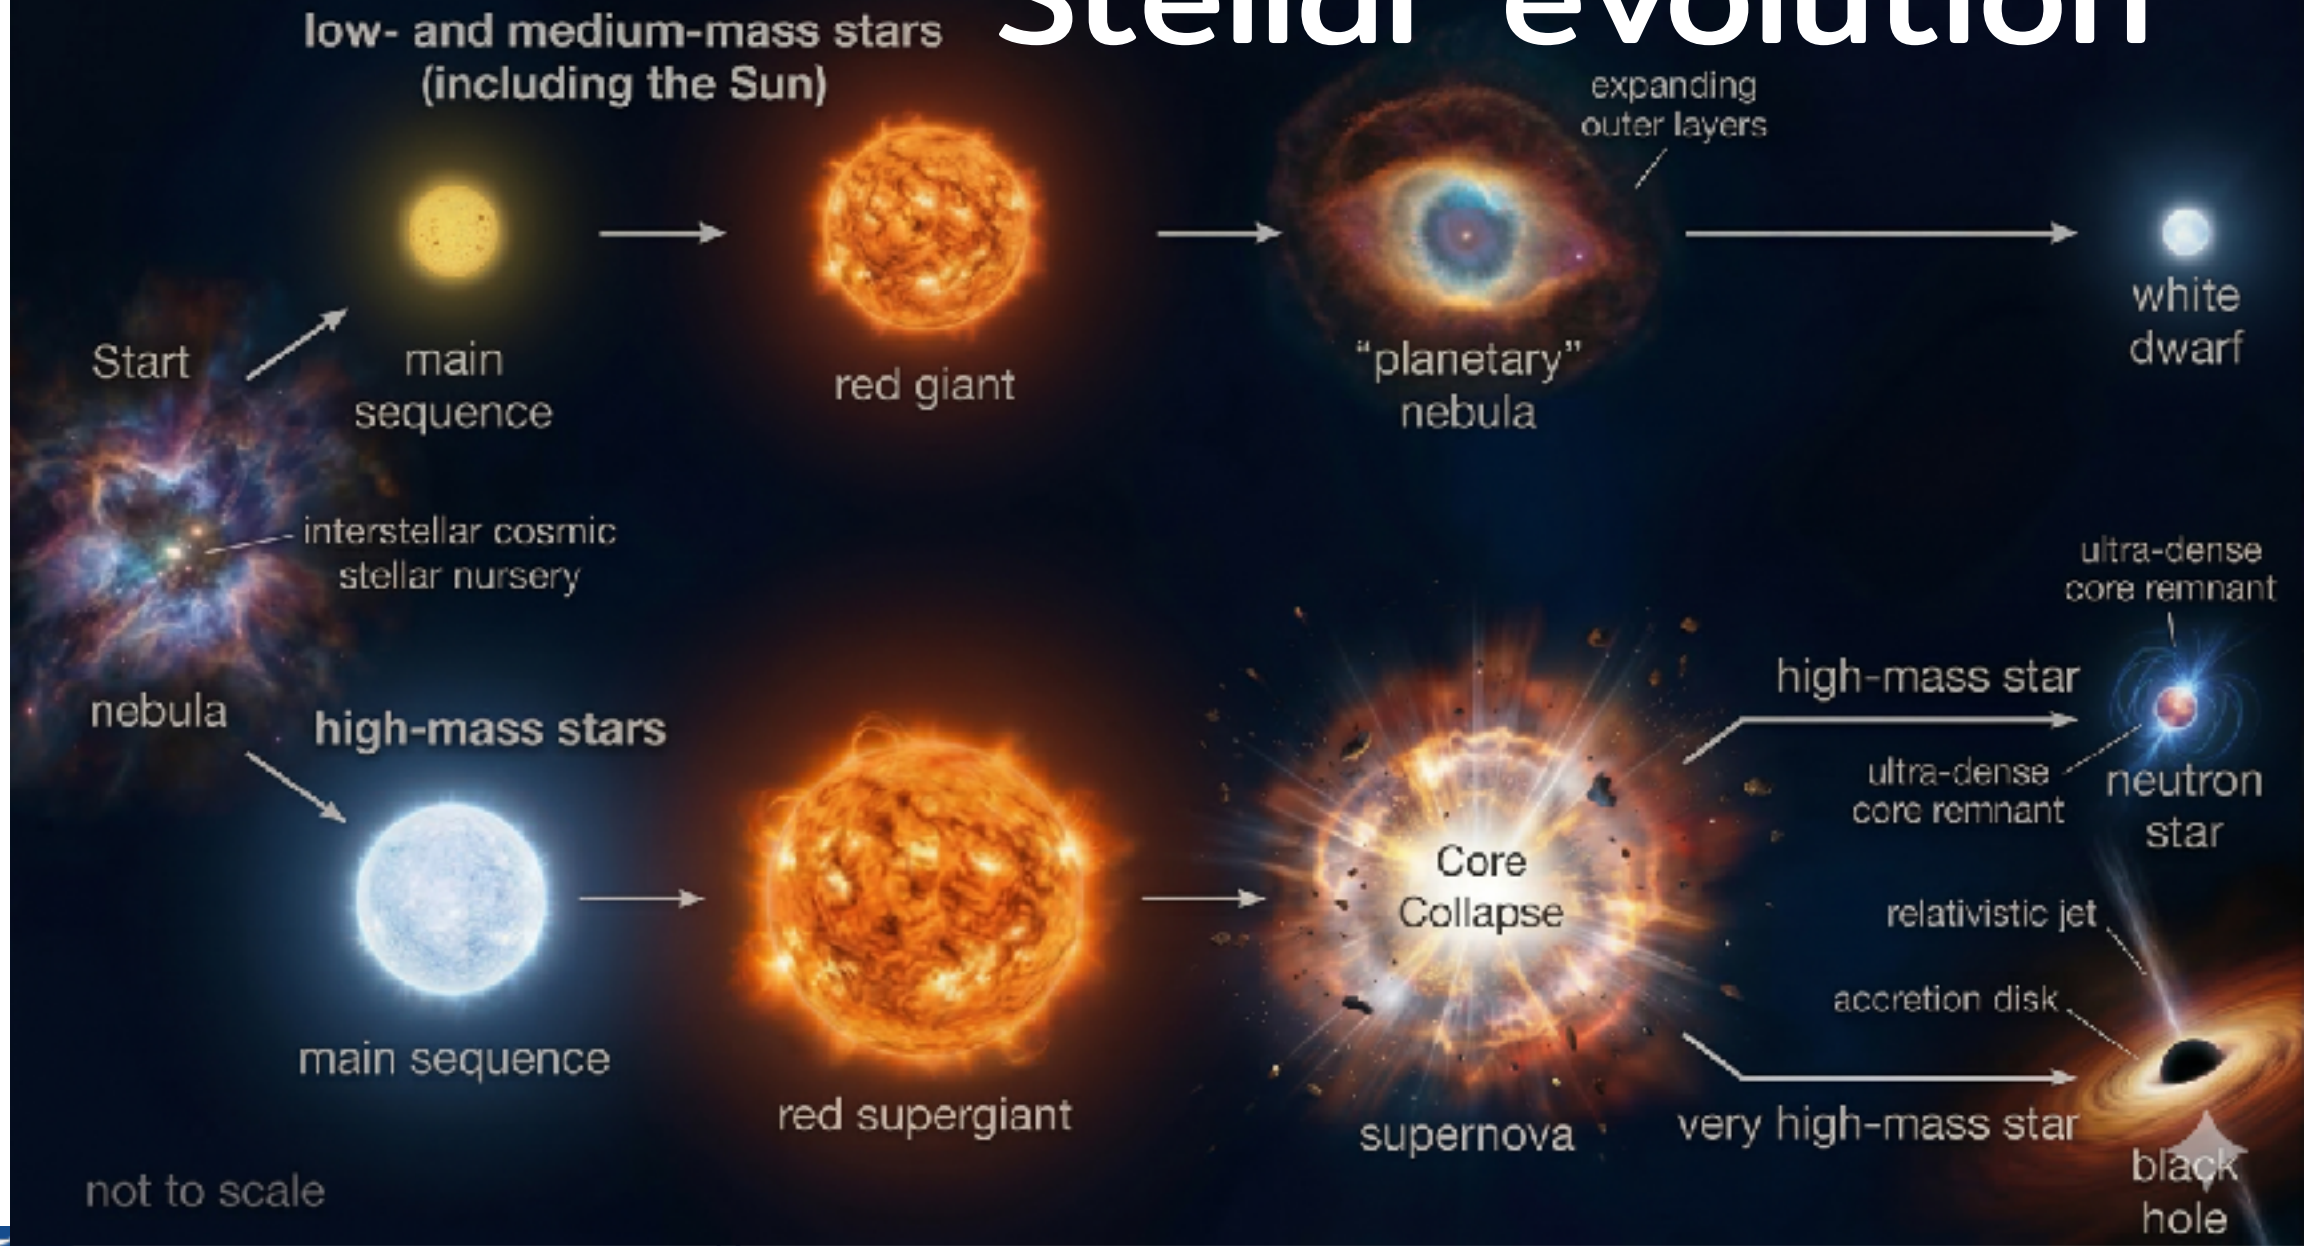 Stellar evolution
low- and medium-mass stars
(including the Sun)
expanding
outer layers
main
sequence
red giant
“planetary”
nebula
white
dwarf
Start
interstellar cosmic
stellar nursery
nebula
high-mass stars
main sequence
red supergiant
Core
Collapse
supernova
high-mass star
ultra-dense
core remnant
ultra-dense
core remnant
neutron
star
relativistic jet
accretion disk
very high-mass star
black
hole
not to scale